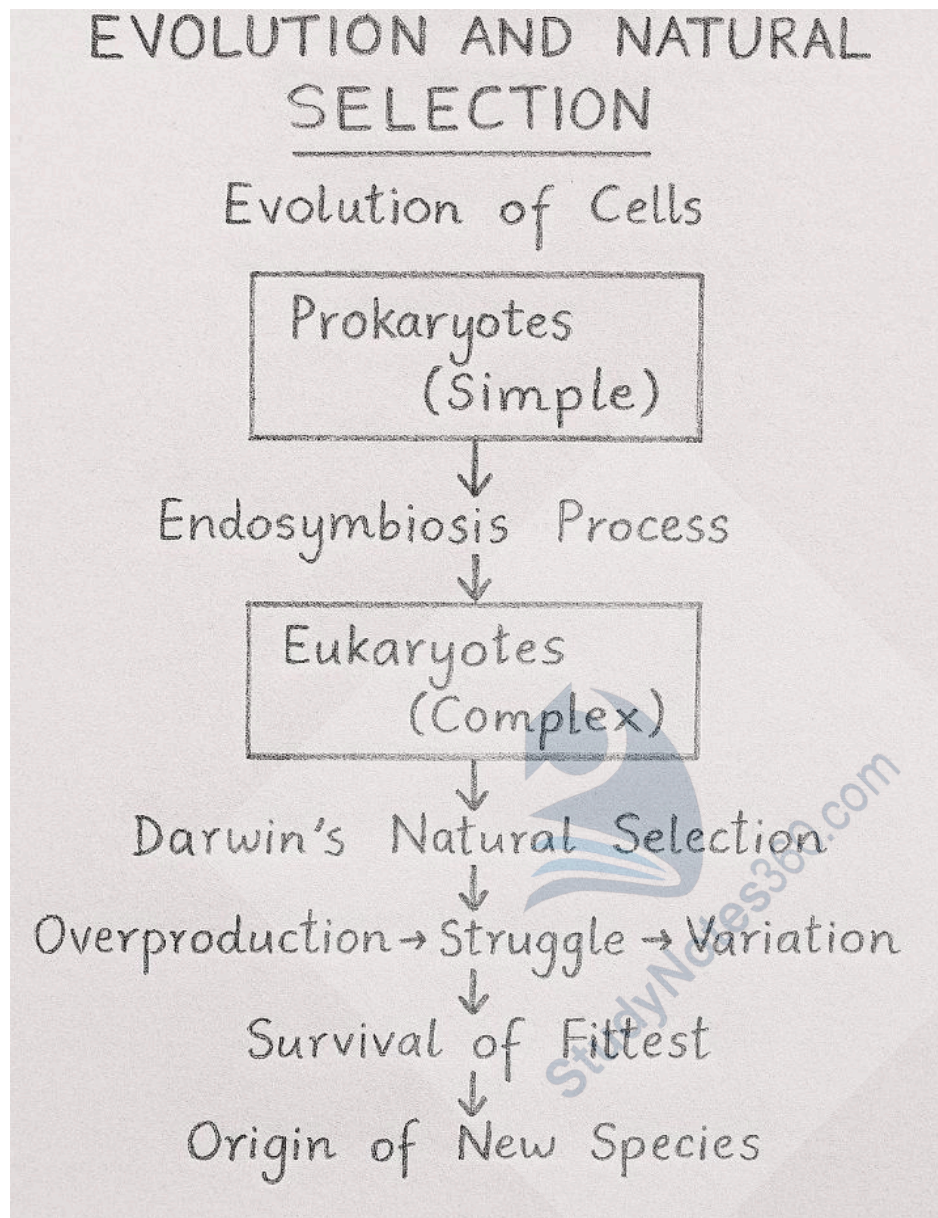 EVOLUTION AND NATURAL
SELECTION
Evolution of Cells
Prokaryotes
(Simple)
Endosymbiosis Process
Eukaryotes
(Complex)
Darwin's Natural Selection
Overproduction → Struggle → Variation
Survival of Fittest
Origin of New Species
StudyNotes360.com